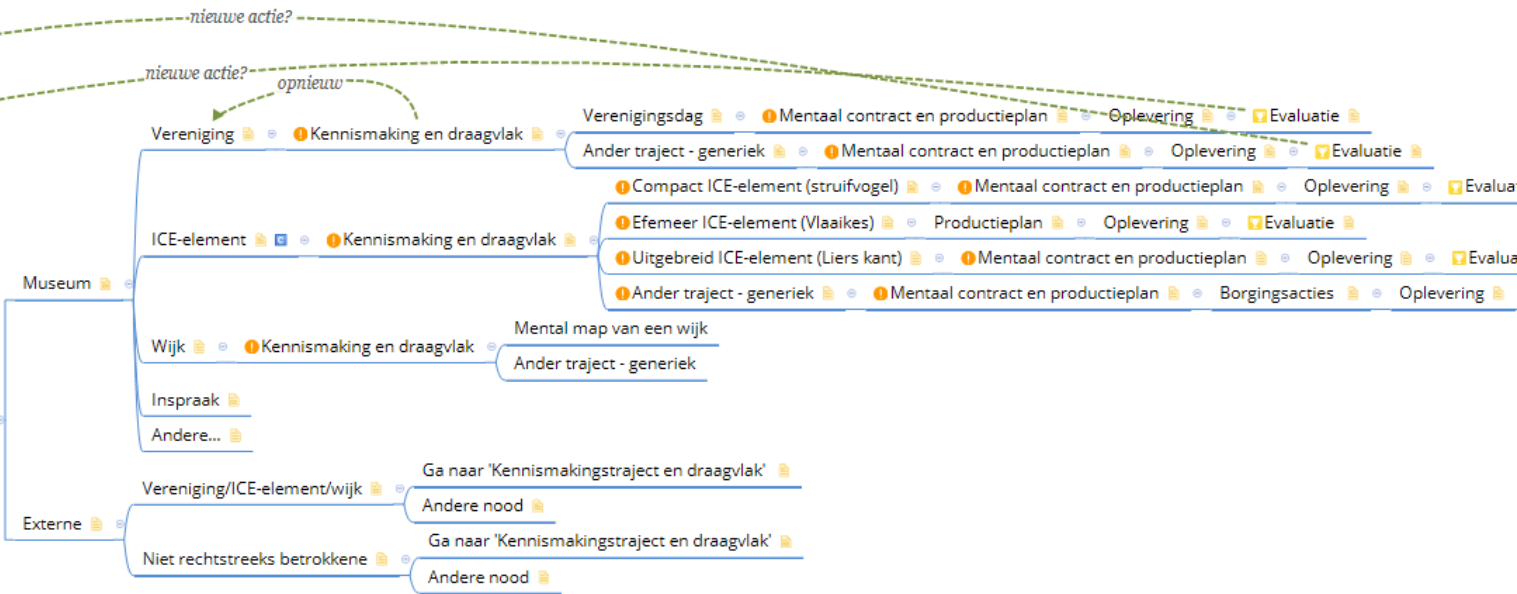 nieuwe actie?
nieuwe actie?
opnieuw
Vereniging Kennismaking en draagvlak
Verenigingsdag Mentaal contract en productieplan Oplevering Evaluatie
Ander traject - generiek Mentaal contract en productieplan Oplevering Evaluatie
ICE-element Kennismaking en draagvlak
Compact ICE-element (struifvogel) Mentaal contract en productieplan Oplevering Evalua
Efemeer ICE-element (Vlaaikes) Productieplan Oplevering Evaluatie
Uitgebreid ICE-element (Liers kant) Mentaal contract en productieplan Oplevering Evalua
Ander traject - generiek Mentaal contract en productieplan Borgingsacties Oplevering
Museum
Wijk Kennismaking en draagvlak
Mental map van een wijk
Ander traject - generiek
Inspraak
Andere...
Vereniging/ICE-element/wijk
Ga naar 'Kennismakingstraject en draagvlak'
Andere nood
Externe
Niet rechtstreeks betrokkene
Ga naar 'Kennismakingstraject en draagvlak'
Andere nood